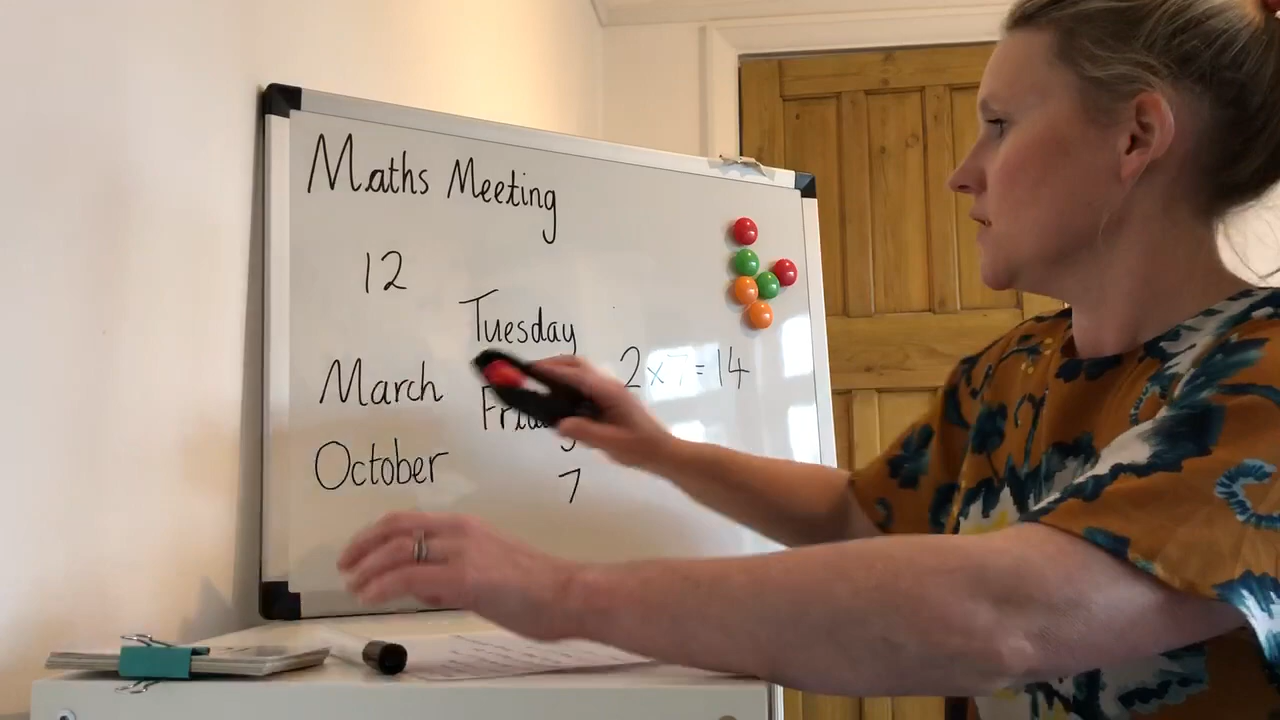 Maths Meeting
12
Tuesday
March
2 x 7 = 14
Friday
October
7